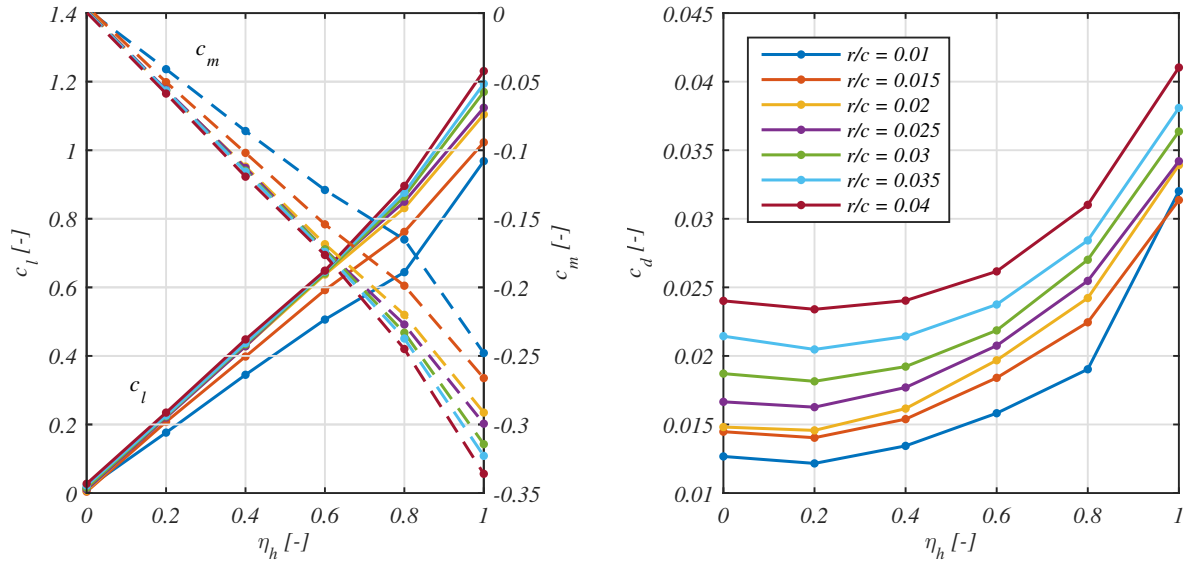 1.4
1.2
1
0.8
0.6
0.4
0.2
0
c_l [-]
0 0.2 0.4 0.6 0.8 1
η_h [-]
0
-0.05
-0.1
-0.15
-0.2
-0.25
-0.3
-0.35
c_m [-]
c_m
c_l
0.045
0.04
0.035
0.03
0.025
0.02
0.015
0.01
c_d [-]
0 0.2 0.4 0.6 0.8 1
η_h [-]
r/c = 0.01
r/c = 0.015
r/c = 0.02
r/c = 0.025
r/c = 0.03
r/c = 0.035
r/c = 0.04